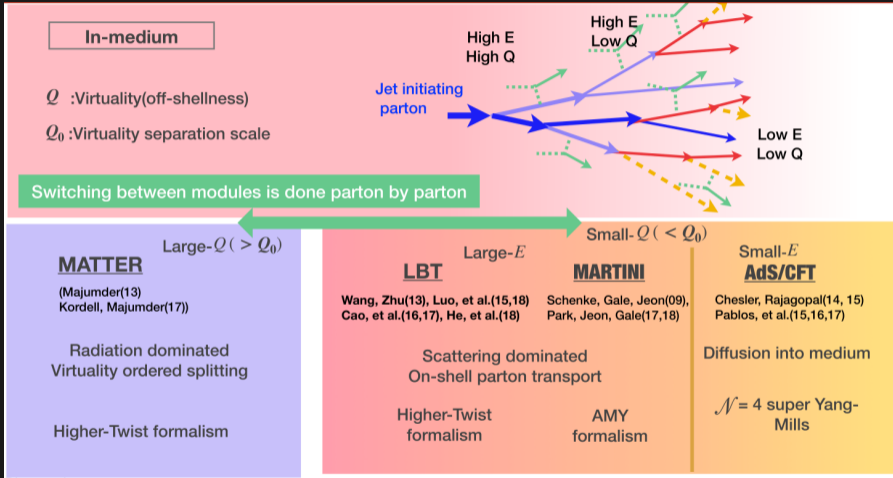 In-medium
Q :Virtuality(off-shellness)
Q₀ :Virtuality separation scale
High E
High Q
High E
Low Q
Jet initiating
parton
Low E
Low Q
Switching between modules is done parton by parton
Large-Q ( > Q₀)
MATTER
(Majumder(13)
Kordell, Majumder(17))
Radiation dominated
Virtuality ordered splitting
Higher-Twist formalism
Small- Q ( < Q₀)
Large-E
LBT
Wang, Zhu(13), Luo, et al.(15,18)
Cao, et al.(16,17), He, et al.(18)
MARTINI
Schenke, Gale, Jeon(09),
Park, Jeon, Gale(17,18)
Scattering dominated
On-shell parton transport
Higher-Twist
formalism
AMY
formalism
Small-E
AdS/CFT
Chesler, Rajagopal(14, 15)
Pablos, et al.(15,16,17)
Diffusion into medium
𝒩 = 4 super Yang-
Mills